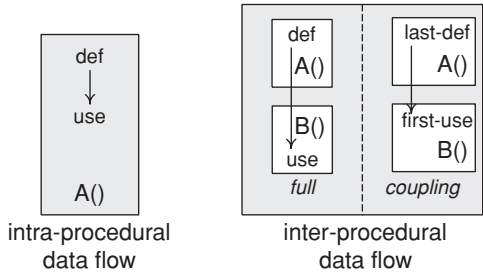 def
use
A()
intra-procedural
data flow
def
A()
B()
use
full
last-def
A()
first-use
B()
coupling
inter-procedural
data flow